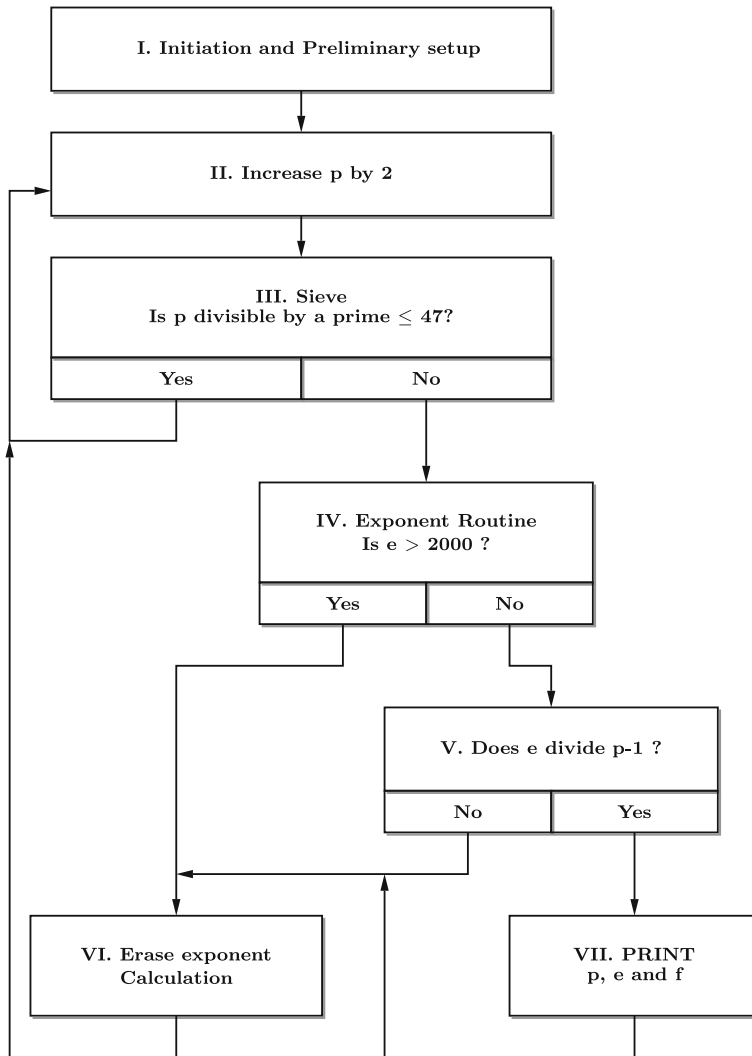 I. Initiation and Preliminary setup
II. Increase p by 2
III. Sieve
Is p divisible by a prime ≤ 47?
Yes
No
IV. Exponent Routine
Is e > 2000 ?
Yes
No
V. Does e divide p-1 ?
No
Yes
VI. Erase exponent
Calculation
VII. PRINT
p, e and f